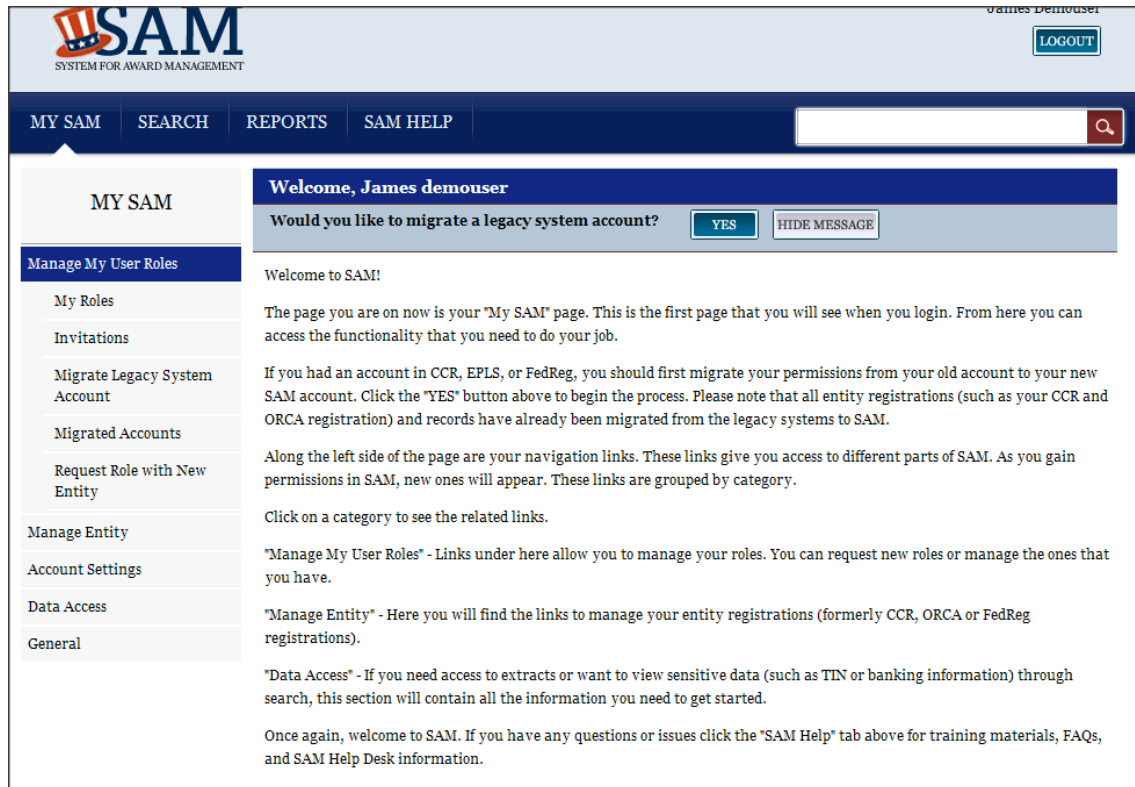 James Demouser
SAM
SYSTEM FOR AWARD MANAGEMENT
LOGOUT
MY SAM
SEARCH
REPORTS
SAM HELP
MY SAM
Manage My User Roles
My Roles
Invitations
Migrate Legacy System
Account
Migrated Accounts
Request Role with New
Entity
Manage Entity
Account Settings
Data Access
General
Welcome, James demouser
Would you like to migrate a legacy system account?
YES
HIDE MESSAGE
Welcome to SAM!
The page you are on now is your "My SAM" page. This is the first page that you will see when you login. From here you can
access the functionality that you need to do your job.
If you had an account in CCR, EPLS, or FedReg, you should first migrate your permissions from your old account to your new
SAM account. Click the "YES" button above to begin the process. Please note that all entity registrations (such as your CCR and
ORCA registration) and records have already been migrated from the legacy systems to SAM.
Along the left side of the page are your navigation links. These links give you access to different parts of SAM. As you gain
permissions in SAM, new ones will appear. These links are grouped by category.
Click on a category to see the related links.
"Manage My User Roles" - Links under here allow you to manage your roles. You can request new roles or manage the ones that
you have.
"Manage Entity" - Here you will find the links to manage your entity registrations (formerly CCR, ORCA or FedReg
registrations).
"Data Access" - If you need access to extracts or want to view sensitive data (such as TIN or banking information) through
search, this section will contain all the information you need to get started.
Once again, welcome to SAM. If you have any questions or issues click the "SAM Help" tab above for training materials, FAQs,
and SAM Help Desk information.